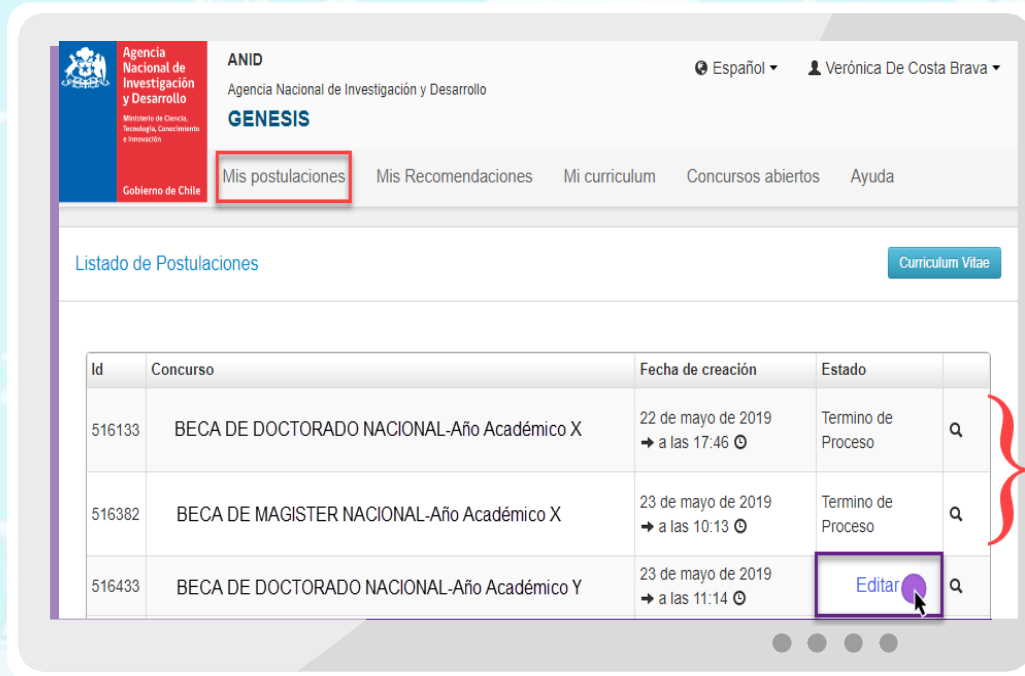 Agencia
Nacional de
Investigación
y Desarrollo
Ministerio de Ciencia,
Tecnología, Conocimiento
e Innovación
Gobierno de Chile
ANID
Agencia Nacional de Investigación y Desarrollo
GENESIS
Español
Verónica De Costa Brava
Mis postulaciones Mis Recomendaciones Mi curriculum Concursos abiertos Ayuda
Listado de Postulaciones
Curriculum Vitae
Id Concurso Fecha de creación Estado
516133 BECA DE DOCTORADO NACIONAL-Año Académico X 22 de mayo de 2019 Termino de
➔ a las 17:46 Proceso
516382 BECA DE MAGISTER NACIONAL-Año Académico X 23 de mayo de 2019 Termino de
➔ a las 10:13 Proceso
516433 BECA DE DOCTORADO NACIONAL-Año Académico Y 23 de mayo de 2019 Editar
➔ a las 11:14